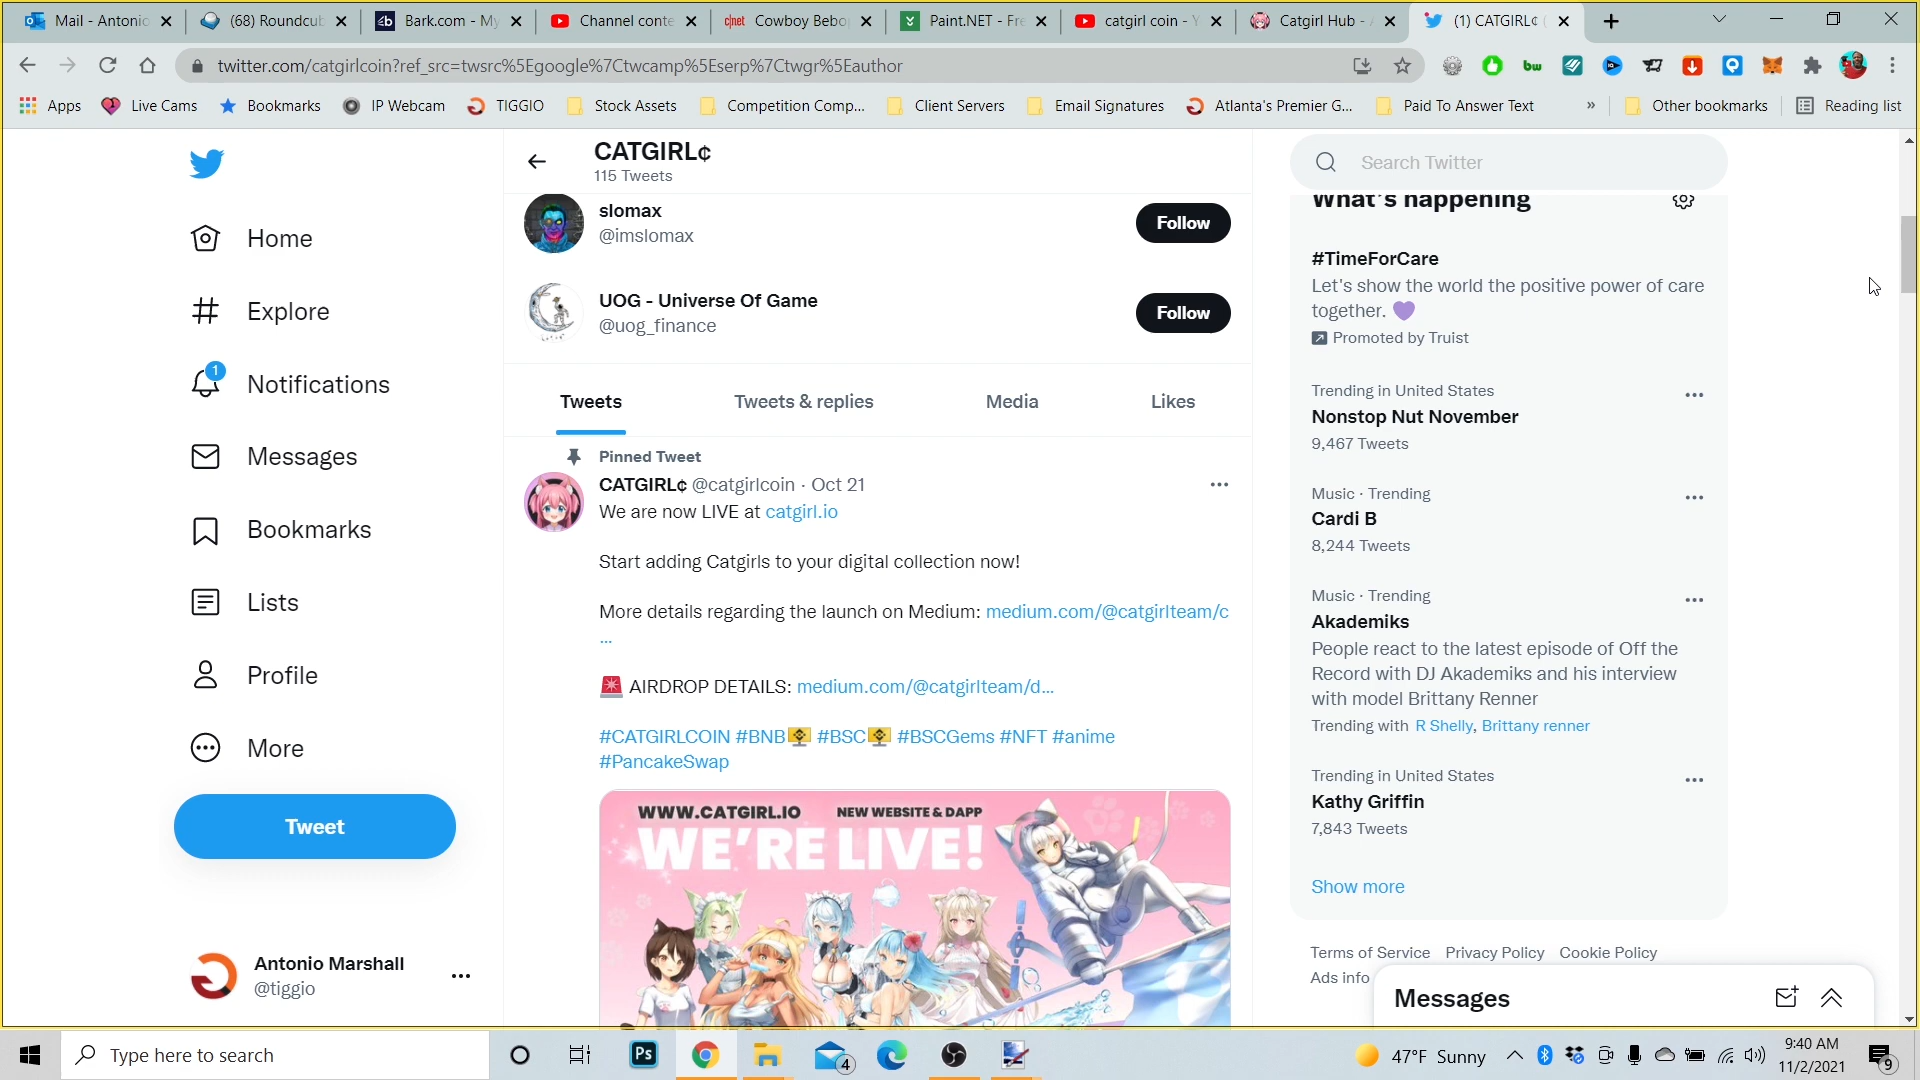 Mail - Antonio
(68) Roundcub
Bark.com - My
Channel conte
Cowboy Bebo
Paint.NET - Fre
catgirl coin - Y
Catgirl Hub - A
(1) CATGIRL¢ (
twitter.com/catgirlcoin?ref_src=twsrc%5Egoogle%7Ctwcamp%5Eserp%7Ctwgr%5Eauthor
Apps
Live Cams
Bookmarks
IP Webcam
TIGGIO
Stock Assets
Competition Comp...
Client Servers
Email Signatures
Atlanta's Premier G...
Paid To Answer Text
»
Other bookmarks
Reading list
CATGIRL¢
115 Tweets
Home
Explore
1
Notifications
Messages
Bookmarks
Lists
Profile
More
Tweet
Antonio Marshall
@tiggio
slomax
@imslomax
Follow
UOG - Universe Of Game
@uog_finance
Follow
Tweets
Tweets & replies
Media
Likes
Pinned Tweet
CATGIRL¢ @catgirlcoin · Oct 21
We are now LIVE at catgirl.io
Start adding Catgirls to your digital collection now!
More details regarding the launch on Medium: medium.com/@catgirlteam/c
...
🚨 AIRDROP DETAILS: medium.com/@catgirlteam/d...
#CATGIRLCOIN #BNB #BSC #BSCGems #NFT #anime
#PancakeSwap
WWW.CATGIRL.IO NEW WEBSITE & DAPP
WE'RE LIVE!
Search Twitter
What's happening
#TimeForCare
Let's show the world the positive power of care
together. 💜
Promoted by Truist
Trending in United States
Nonstop Nut November
9,467 Tweets
Music · Trending
Cardi B
8,244 Tweets
Music · Trending
Akademiks
People react to the latest episode of Off the
Record with DJ Akademiks and his interview
with model Brittany Renner
Trending with R Shelly, Brittany renner
Trending in United States
Kathy Griffin
7,843 Tweets
Show more
Terms of Service Privacy Policy Cookie Policy
Ads info
Messages
Type here to search
Ps
4
47°F Sunny
9:40 AM
11/2/2021
9